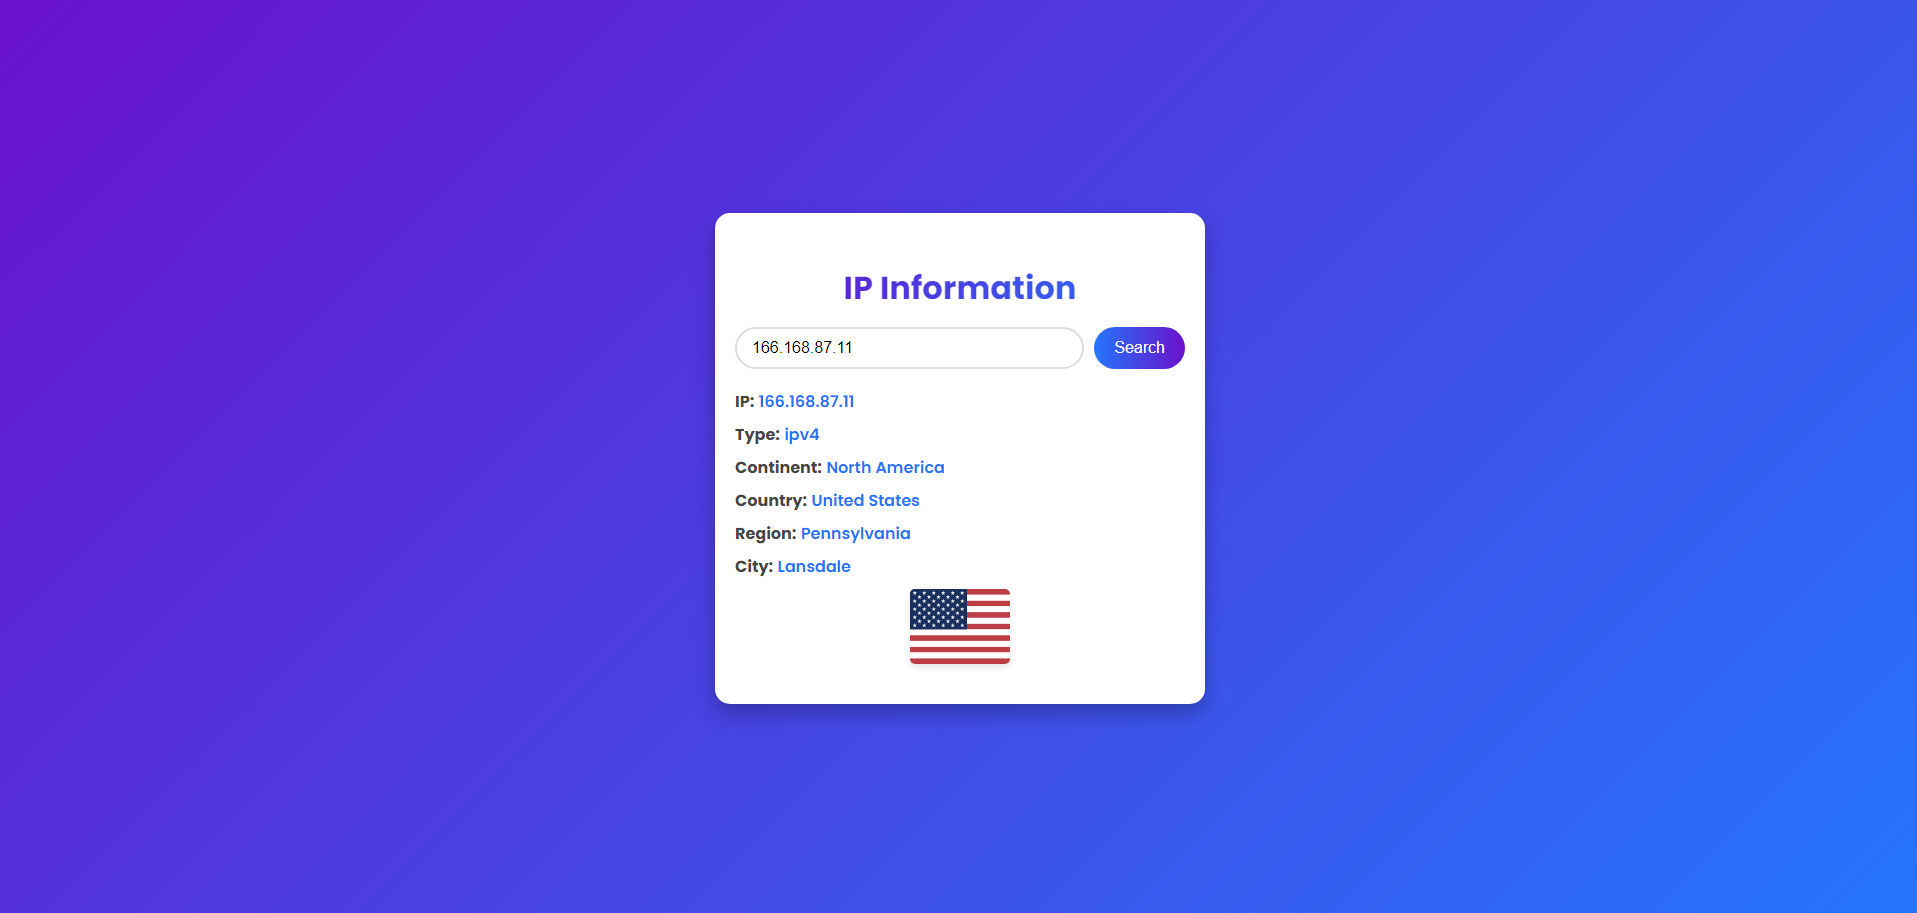 IP Information
166.168.87.11
Search
IP: 166.168.87.11
Type: ipv4
Continent: North America
Country: United States
Region: Pennsylvania
City: Lansdale